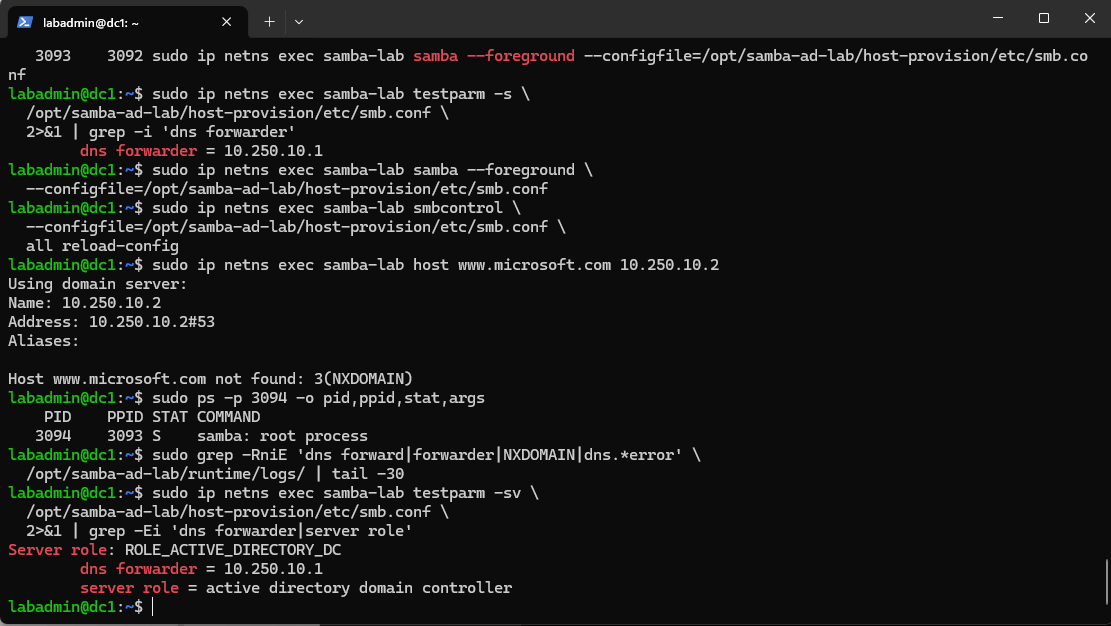 labadmin@dc1: ~
   3093    3092 sudo ip netns exec samba-lab samba --foreground --configfile=/opt/samba-ad-lab/host-provision/etc/smb.co
nf
labadmin@dc1:~$ sudo ip netns exec samba-lab testparm -s \
  /opt/samba-ad-lab/host-provision/etc/smb.conf \
  2>&1 | grep -i 'dns forwarder'
        dns forwarder = 10.250.10.1
labadmin@dc1:~$ sudo ip netns exec samba-lab samba --foreground \
  --configfile=/opt/samba-ad-lab/host-provision/etc/smb.conf
labadmin@dc1:~$ sudo ip netns exec samba-lab smbcontrol \
  --configfile=/opt/samba-ad-lab/host-provision/etc/smb.conf \
  all reload-config
labadmin@dc1:~$ sudo ip netns exec samba-lab host www.microsoft.com 10.250.10.2
Using domain server:
Name: 10.250.10.2
Address: 10.250.10.2#53
Aliases:

Host www.microsoft.com not found: 3(NXDOMAIN)
labadmin@dc1:~$ sudo ps -p 3094 -o pid,ppid,stat,args
    PID    PPID STAT COMMAND
   3094    3093 S    samba: root process
labadmin@dc1:~$ sudo grep -RniE 'dns forward|forwarder|NXDOMAIN|dns.*error' \
  /opt/samba-ad-lab/runtime/logs/ | tail -30
labadmin@dc1:~$ sudo ip netns exec samba-lab testparm -sv \
  /opt/samba-ad-lab/host-provision/etc/smb.conf \
  2>&1 | grep -Ei 'dns forwarder|server role'
Server role: ROLE_ACTIVE_DIRECTORY_DC
        dns forwarder = 10.250.10.1
        server role = active directory domain controller
labadmin@dc1:~$